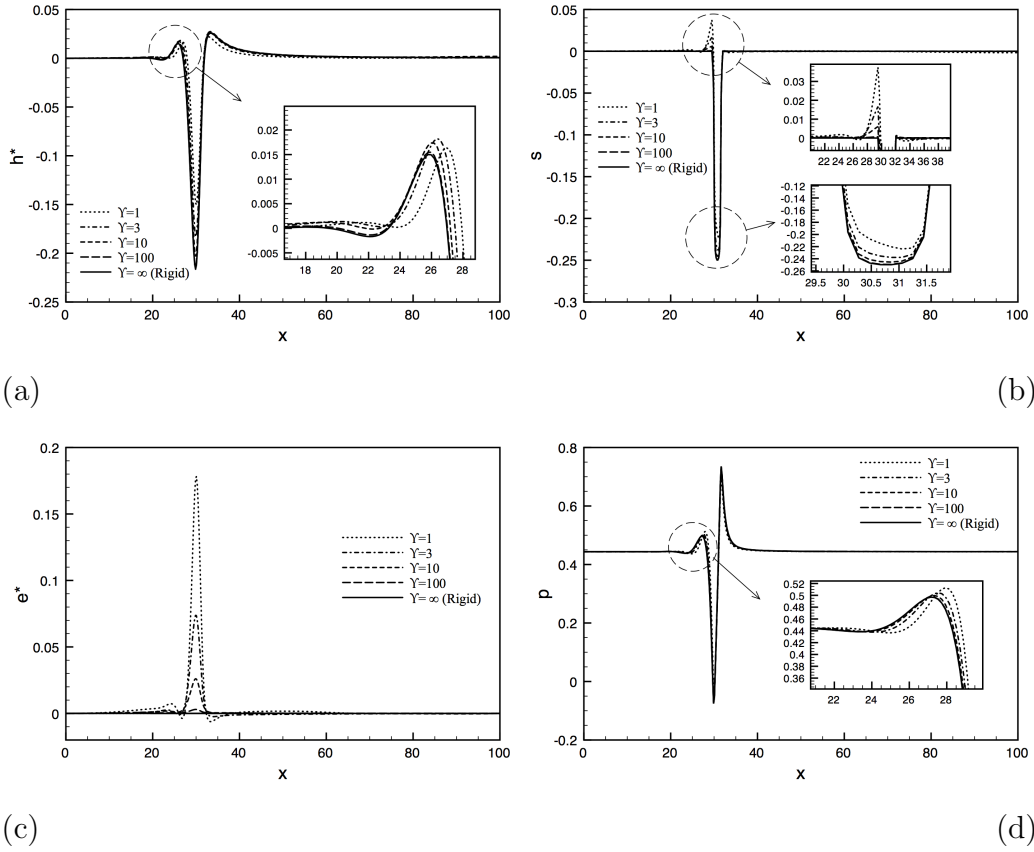 0.05
0
-0.05
-0.1
-0.15
-0.2
-0.25
h*
0 20 40 60 80 100
x
ϒ=1
ϒ=3
ϒ=10
ϒ=100
ϒ= ∞ (Rigid)
0.02
0.015
0.01
0.005
0
-0.005
18 20 22 24 26 28
(a)
0.05
0
-0.05
-0.1
-0.15
-0.2
-0.25
-0.3
s
0 20 40 60 80 100
x
ϒ=1
ϒ=3
ϒ=10
ϒ=100
ϒ= ∞ (Rigid)
0.03
0.02
0.01
0
22 24 26 28 30 32 34 36 38
-0.12
-0.14
-0.16
-0.18
-0.2
-0.22
-0.24
-0.26
29.5 30 30.5 31 31.5
(b)
0.2
0.15
0.1
0.05
0
e*
0 20 40 60 80 100
x
ϒ=1
ϒ=3
ϒ=10
ϒ=100
ϒ= ∞ (Rigid)
(c)
0.8
0.6
0.4
0.2
0
-0.2
p
0 20 40 60 80 100
x
ϒ=1
ϒ=3
ϒ=10
ϒ=100
ϒ= ∞ (Rigid)
0.52
0.5
0.48
0.46
0.44
0.42
0.4
0.38
0.36
22 24 26 28
(d)